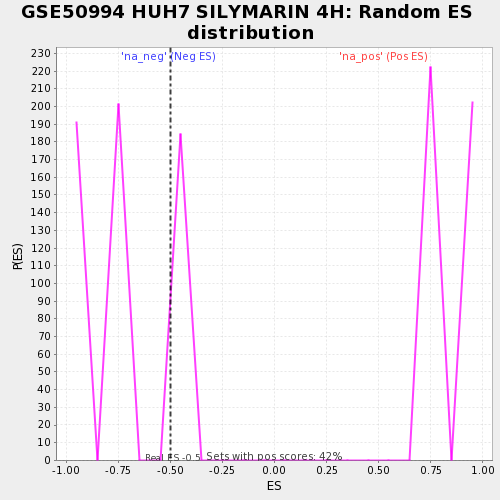 GSE50994 HUH7 SILYMARIN 4H: Random ES
distribution
'na_neg' (Neg ES)
'na_pos' (Pos ES)
P(ES)
230
220
210
200
190
180
170
160
150
140
130
120
110
100
90
80
70
60
50
40
30
20
10
0
Real ES -0.5
Sets with pos scores: 42%
-1.00 -0.75 -0.50 -0.25 0.00 0.25 0.50 0.75 1.00
ES